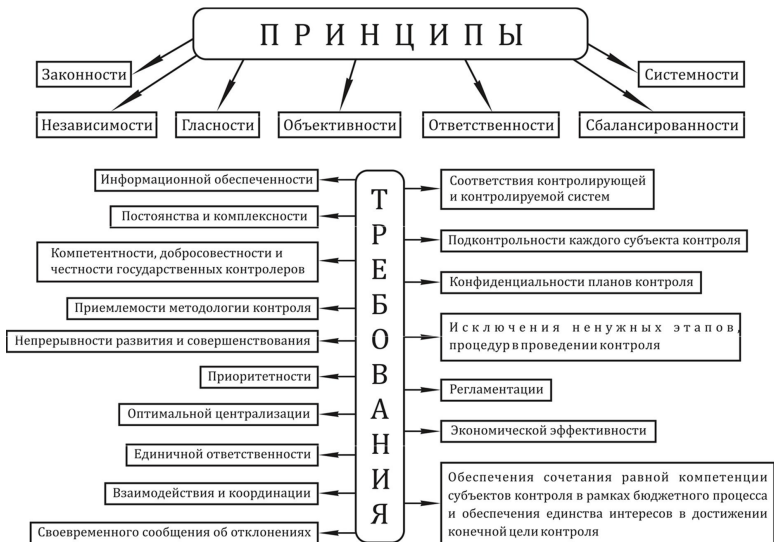 ПРИНЦИПЫ
Законности
Системности
Независимости
Гласности
Объективности
Ответственности
Сбалансированности
ТРЕБОВАНИЯ
Информационной обеспеченности
Постоянства и комплексности
Компетентности, добросовестности и
честности государственных контролеров
Приемлемости методологии контроля
Непрерывности развития и совершенствования
Приоритетности
Оптимальной централизации
Единичной ответственности
Взаимодействия и координации
Своевременного сообщения об отклонениях
Соответствия контролирующей
и контролируемой систем
Подконтрольности каждого субъекта контроля
Конфиденциальности планов контроля
Исключения ненужных этапов,
процедур в проведении контроля
Регламентации
Экономической эффективности
Обеспечения сочетания равной компетенции
субъектов контроля в рамках бюджетного процесса
и обеспечения единства интересов в достижении
конечной цели контроля